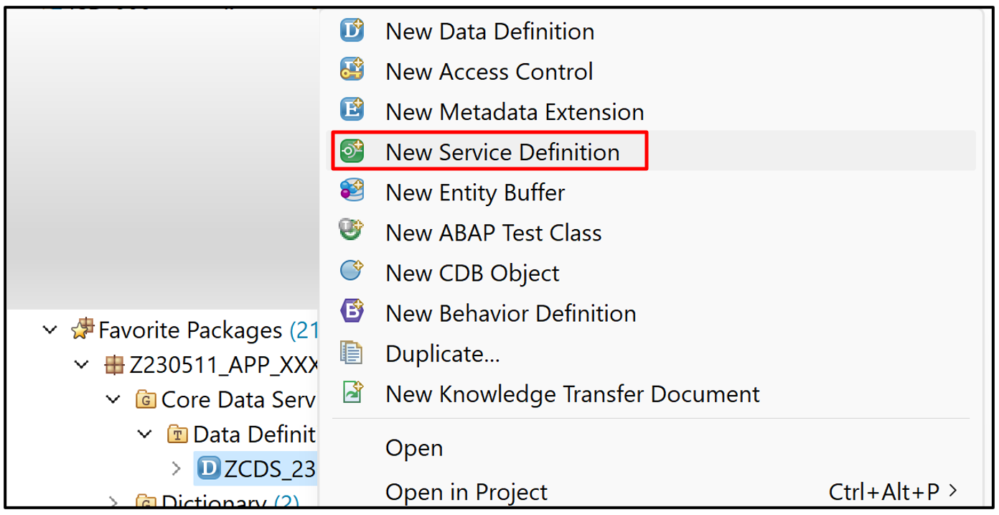 New Data Definition
New Access Control
New Metadata Extension
New Service Definition
New Entity Buffer
New ABAP Test Class
New CDB Object
New Behavior Definition
Duplicate...
New Knowledge Transfer Document
Open
Open in Project Ctrl+Alt+P
Favorite Packages (21
Z230511_APP_XXX
Core Data Serv
Data Definit
ZCDS_23
Dictionary (2)